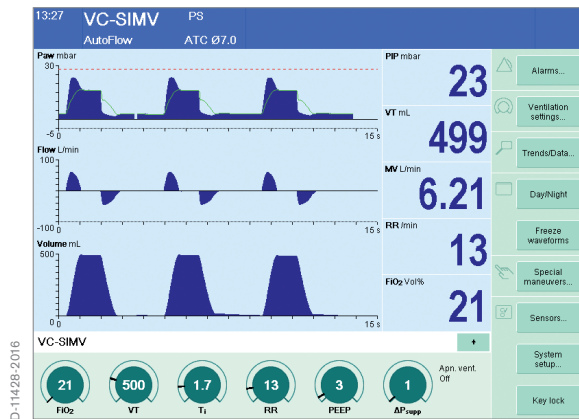 13:27 VC-SIMV PS
AutoFlow ATC Ø7.0
Paw mbar
30
-5
0
15 s
Flow L/min
100
-100
0
15 s
Volume mL
500
0
0
15 s
PIP mbar
23
VT mL
499
MV L/min
6.21
RR /min
13
FiO2 Vol%
21
Alarms...
Ventilation
settings...
Trends/Data...
Day/Night
Freeze
waveforms
Special
maneuvers...
Sensors...
System
setup...
Key lock
VC-SIMV +
21 500 1.7 13 3 1
FiO2 VT Ti RR PEEP ΔPsupp
Apn. vent.
Off
D-11428-2016